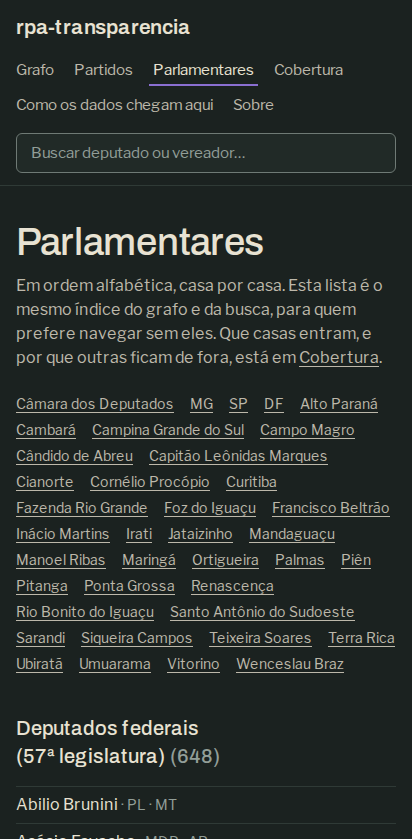 rpa-transparencia
Grafo Partidos Parlamentares Cobertura
Como os dados chegam aqui Sobre
Buscar deputado ou vereador...
Parlamentares
Em ordem alfabética, casa por casa. Esta lista é o
mesmo índice do grafo e da busca, para quem
prefere navegar sem eles. Que casas entram, e
por que outras ficam de fora, está em Cobertura.
Câmara dos Deputados MG SP DF Alto Paraná
Cambará Campina Grande do Sul Campo Magro
Cândido de Abreu Capitão Leônidas Marques
Cianorte Cornélio Procópio Curitiba
Fazenda Rio Grande Foz do Iguaçu Francisco Beltrão
Inácio Martins Irati Jataizinho Mandaguaçu
Manoel Ribas Maringá Ortigueira Palmas Piên
Pitanga Ponta Grossa Renascença
Rio Bonito do Iguaçu Santo Antônio do Sudoeste
Sarandi Siqueira Campos Teixeira Soares Terra Rica
Ubiratã Umuarama Vitorino Wenceslau Braz
Deputados federais
(57ª legislatura) (648)
Abilio Brunini · PL · MT